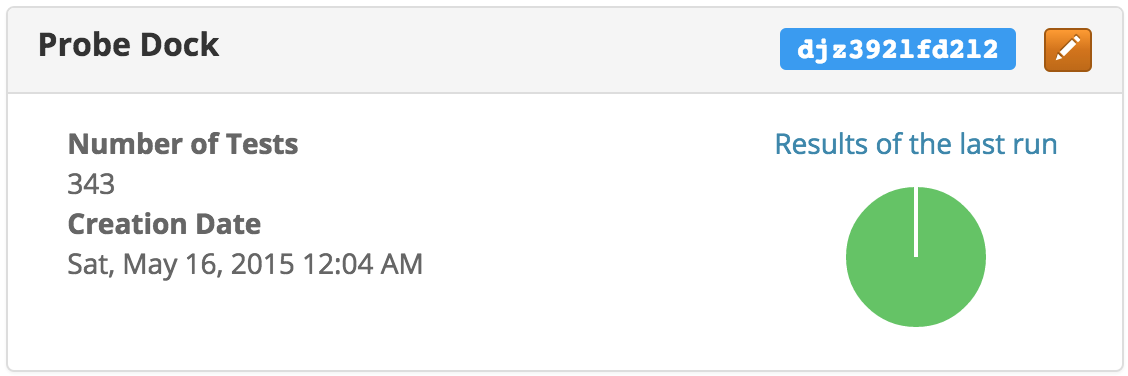 Probe Dock
djz392lfd2l2
Number of Tests
343
Creation Date
Sat, May 16, 2015 12:04 AM
Results of the last run